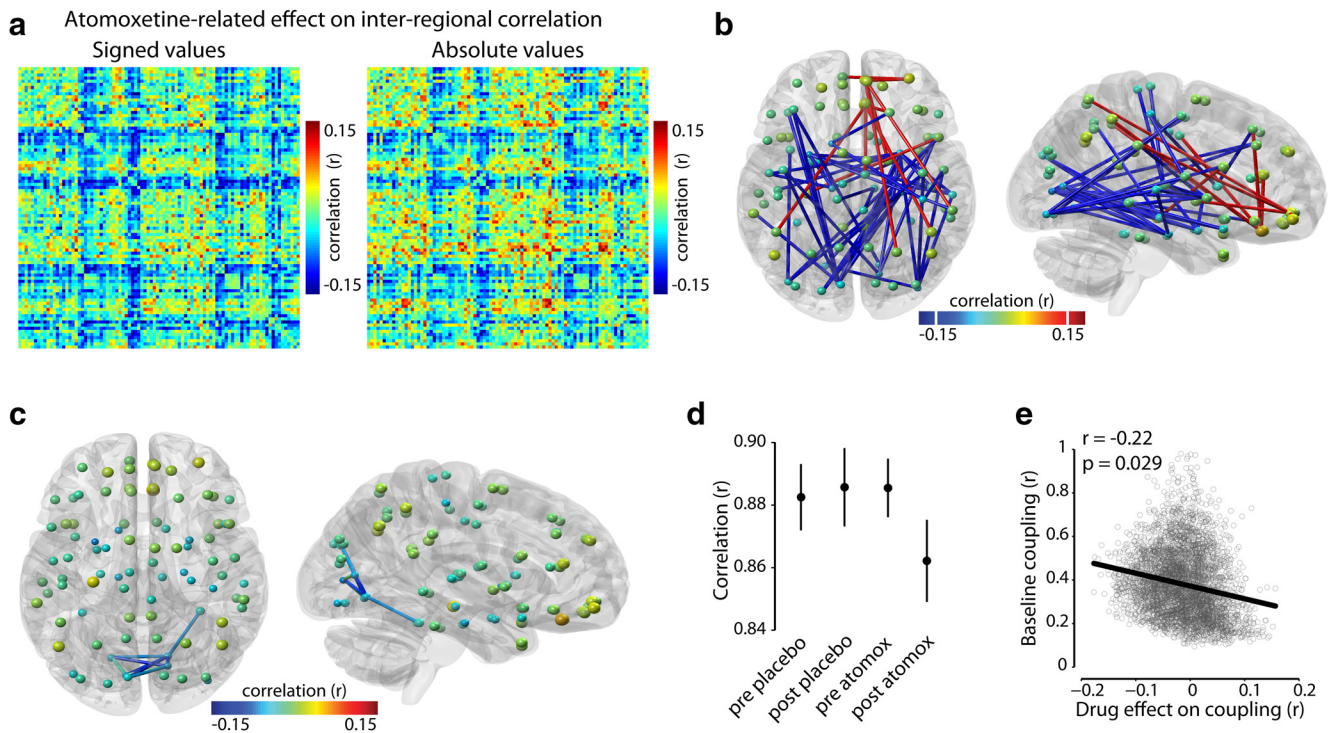 a
Atomoxetine-related effect on inter-regional correlation
Signed values
Absolute values
0.15
correlation (r)
-0.15
0.15
correlation (r)
-0.15
b
correlation (r)
-0.15
0.15
c
correlation (r)
-0.15
0.15
d
Correlation (r)
0.90
0.88
0.86
0.84
pre placebo
post placebo
pre atomox
post atomox
e
r = -0.22
p = 0.029
Baseline coupling (r)
1
0.8
0.6
0.4
0.2
0
−0.2
−0.1
0
0.1
0.2
Drug effect on coupling (r)